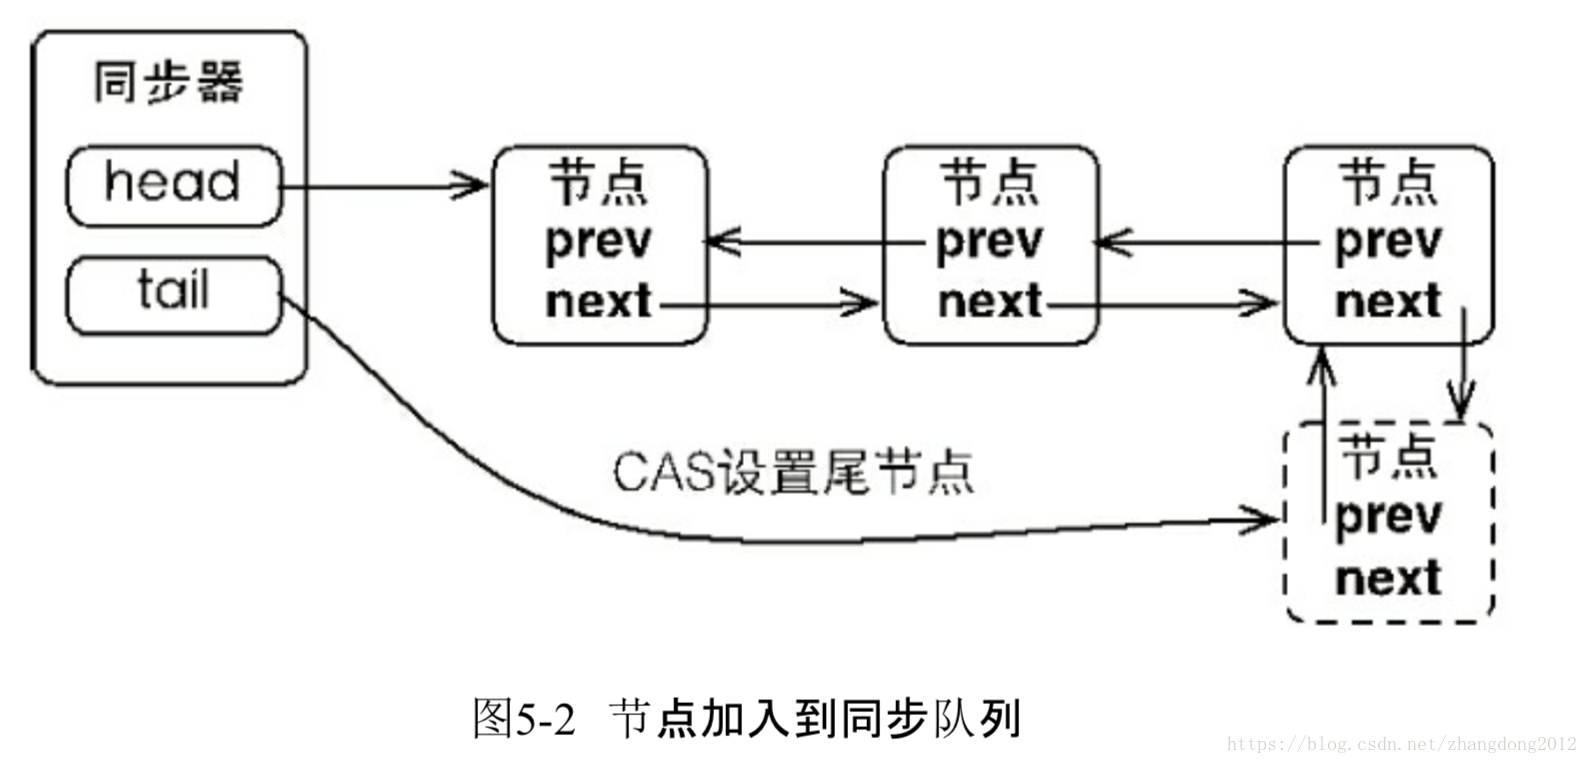 同步器
head
tail
节点
prev
next
节点
prev
next
节点
prev
next
CAS设置尾节点
节点
prev
next
图5-2 节点加入到同步队列
https://blog.csdn.net/zhangdong2012